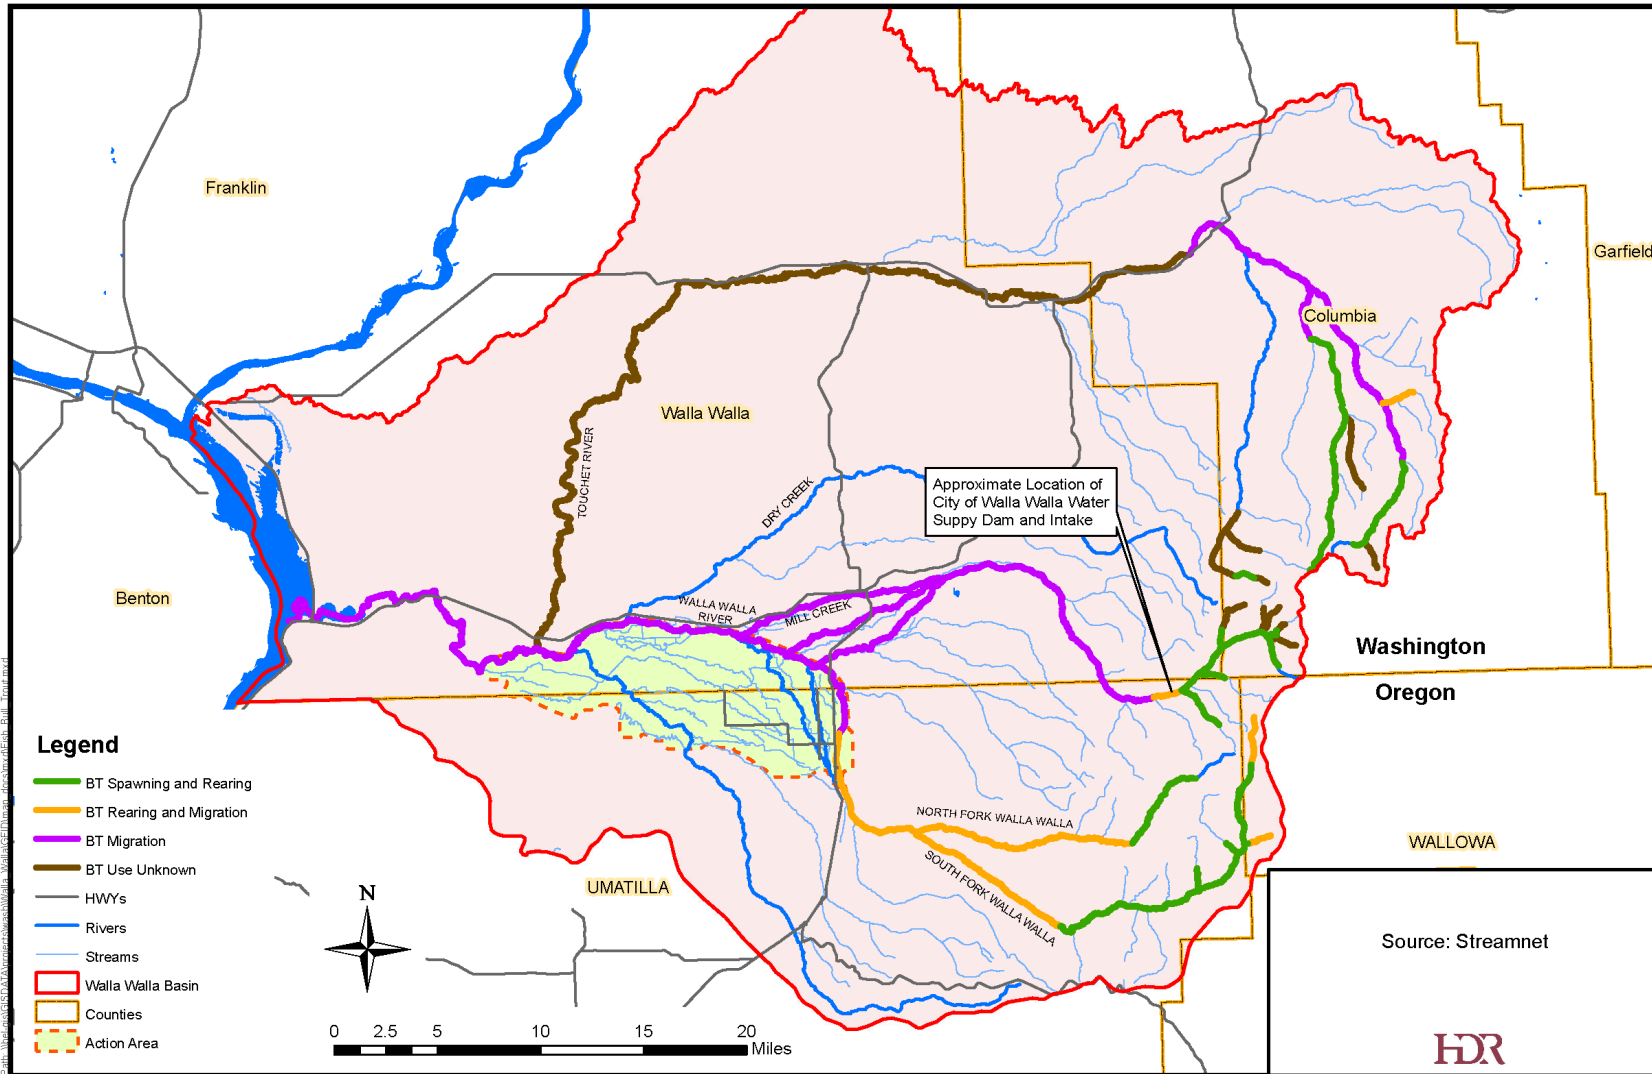 Franklin
Garfield
Columbia
Walla Walla
TOUCHET RIVER
DRY CREEK
Approximate Location of
City of Walla Walla Water
Suppy Dam and Intake
Benton
WALLA WALLA
RIVER
MILL CREEK
Washington
Oregon
NORTH FORK WALLA WALLA
SOUTH FORK WALLA WALLA
WALLOWA
UMATILLA
Legend
BT Spawning and Rearing
BT Rearing and Migration
BT Migration
BT Use Unknown
HWYs
Rivers
Streams
Walla Walla Basin
Counties
Action Area
N
0 2.5 5 10 15 20
Miles
Source: Streamnet
HDR